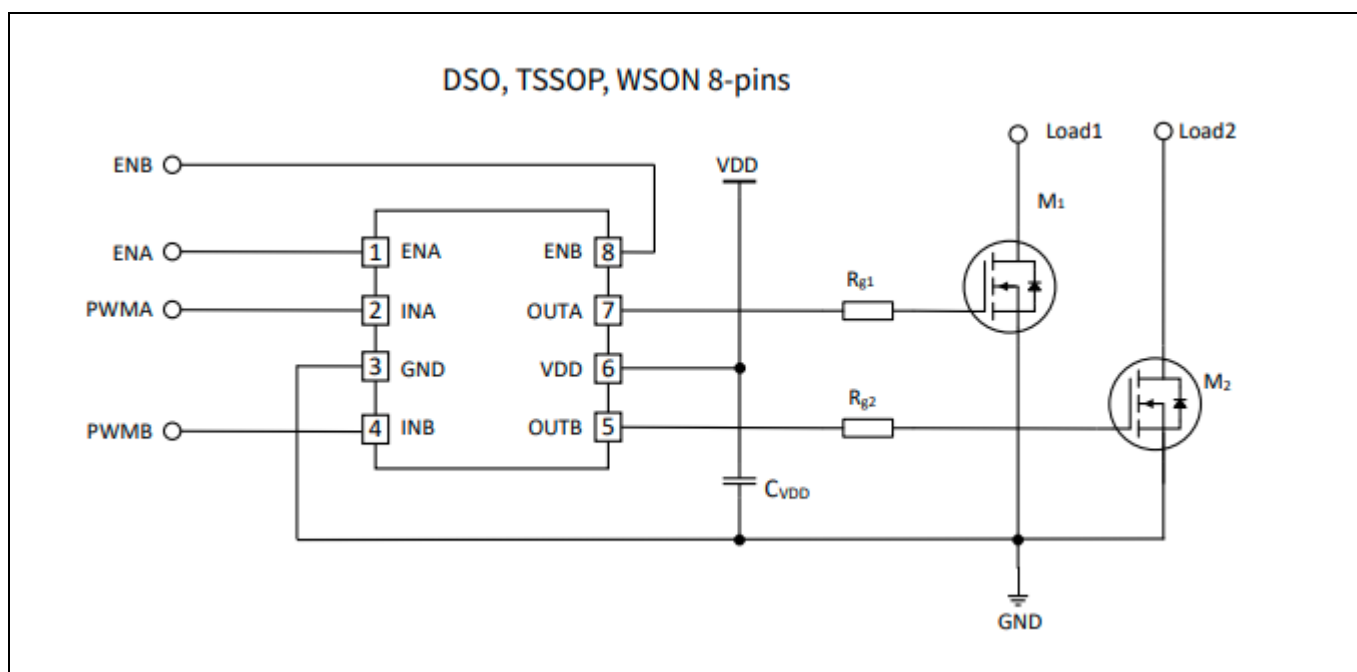 DSO, TSSOP, WSON 8-pins
Load1
Load2
ENB
VDD
M1
ENA
1
ENA
ENB
8
Rg1
PWMA
2
INA
OUTA
7
3
GND
VDD
6
M2
Rg2
PWMB
4
INB
OUTB
5
CVDD
GND